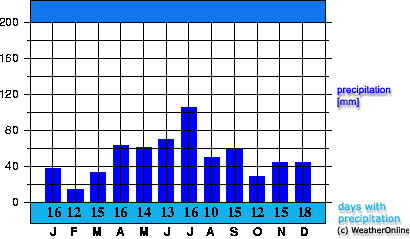 200
160
precipitation
[mm]
120
80
40
0
16 12 15 16 14 13 16 10 15 12 15 18
days with
precipitation
J F M A M J J A S O N D
(c) WeatherOnline